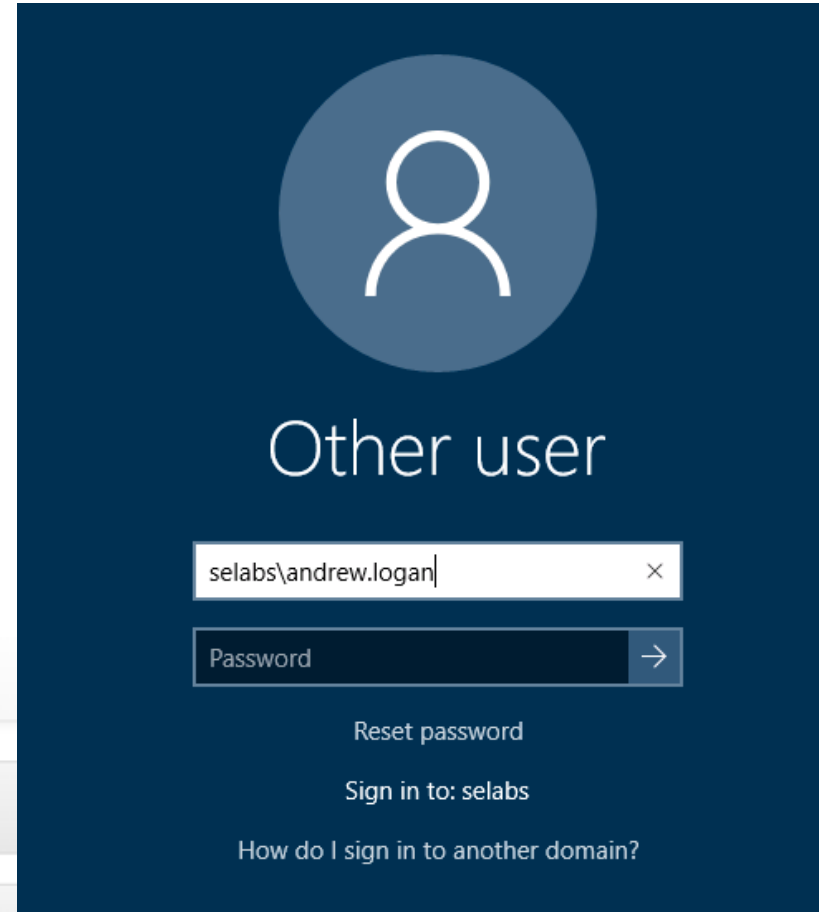 Other user
selabs\andrew.logan
Password
Reset password
Sign in to: selabs
How do I sign in to another domain?